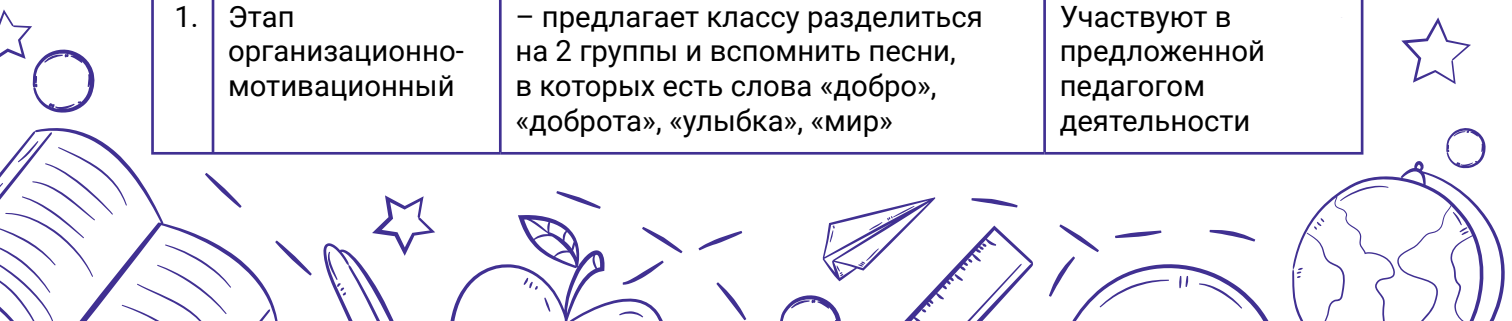 1. Этап – предлагает классу разделиться Участвуют в
организационно- на 2 группы и вспомнить песни, предложенной
мотивационный в которых есть слова «добро», педагогом
«доброта», «улыбка», «мир» деятельности